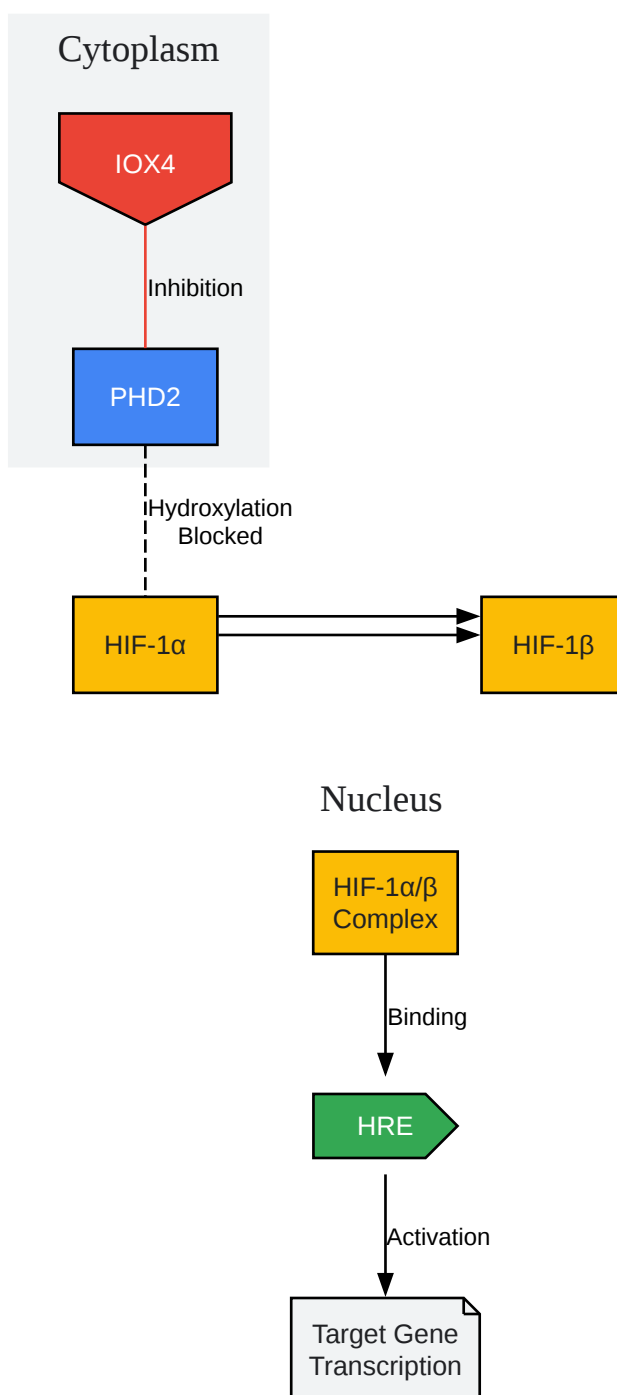 Cytoplasm
IOX4
Inhibition
PHD2
Hydroxylation
Blocked
HIF-1α
HIF-1β
Nucleus
HIF-1α/β
Complex
Binding
HRE
Activation
Target Gene
Transcription